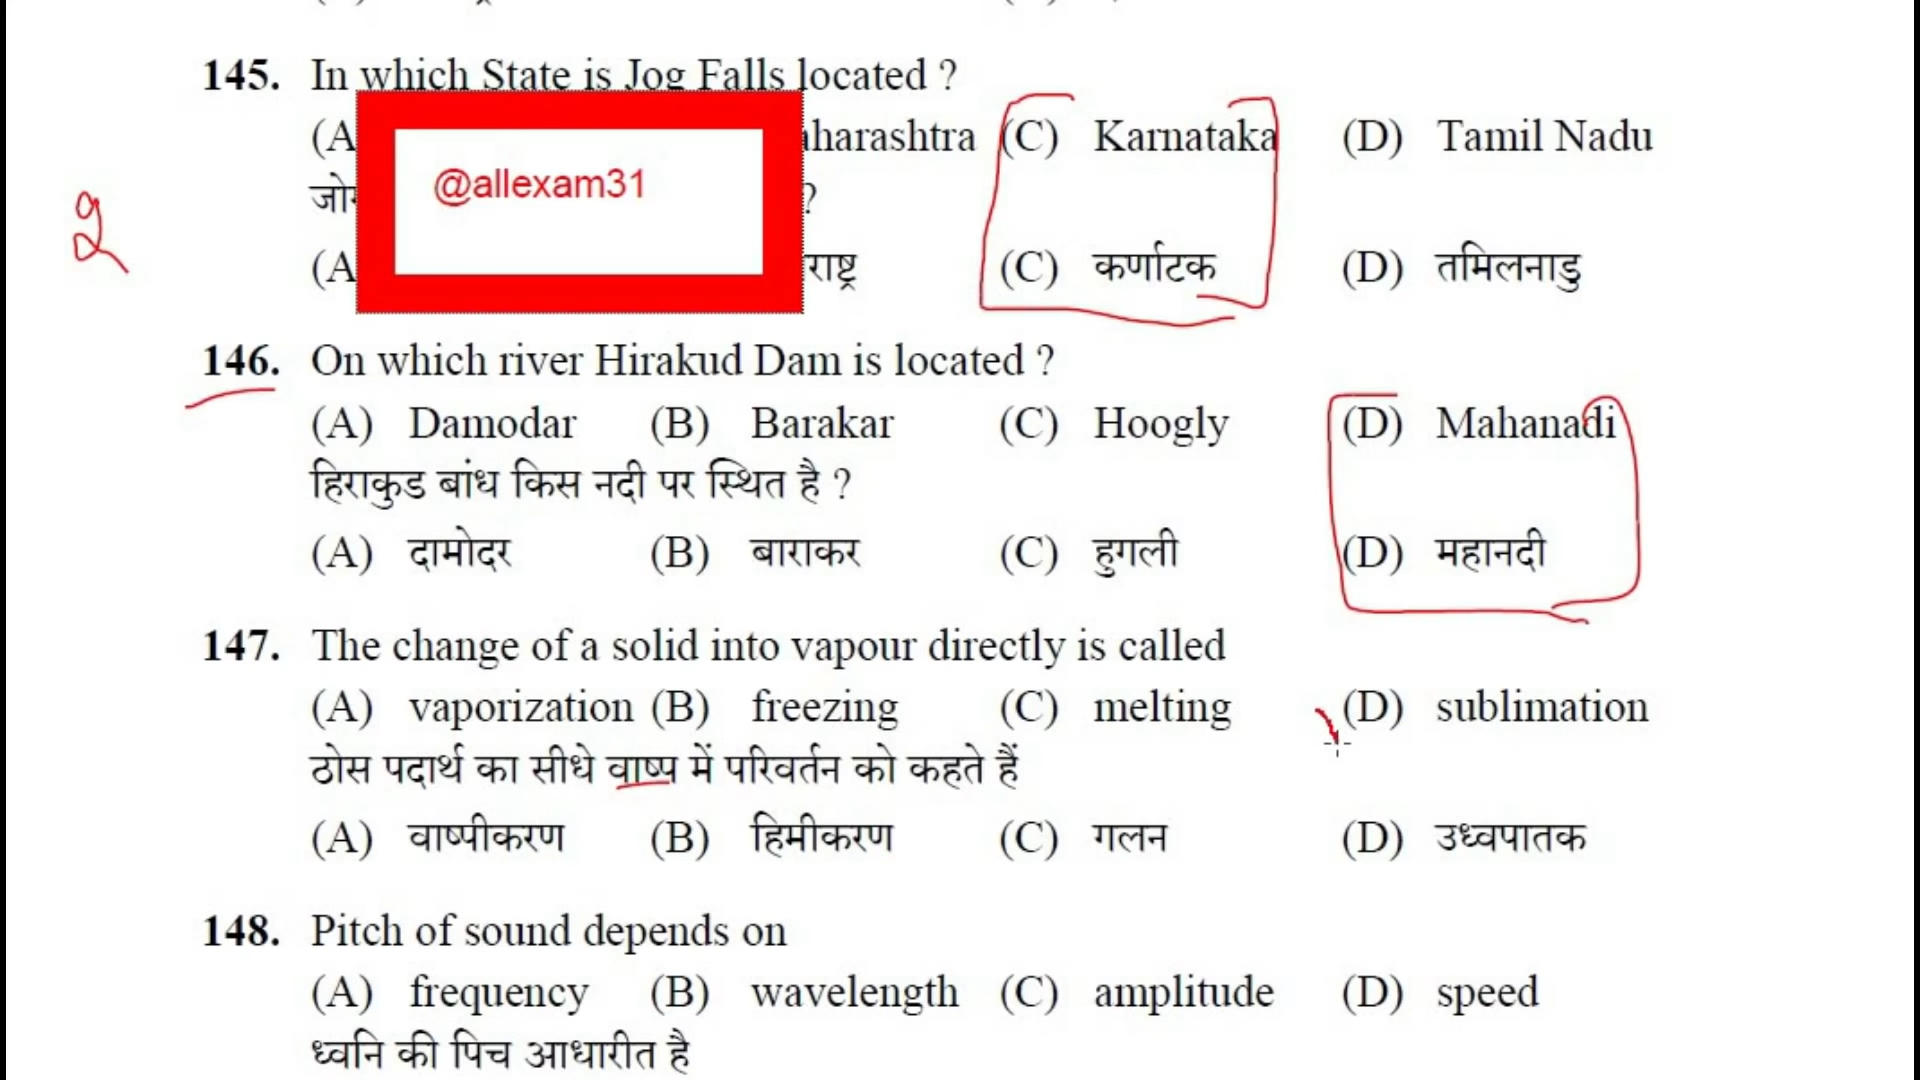 145. In which State is Jog Falls located ?
(A harashtra (C) Karnataka (D) Tamil Nadu
@allexam31
?
(A राष्ट्र (C) कर्णाटक (D) तमिलनाडु
2
146. On which river Hirakud Dam is located ?
(A) Damodar (B) Barakar (C) Hoogly (D) Mahanadi
हिराकुड बांध किस नदी पर स्थित है ?
(A) दामोदर (B) बाराकर (C) हुगली (D) महानदी
147. The change of a solid into vapour directly is called
(A) vaporization (B) freezing (C) melting (D) sublimation
ठोस पदार्थ का सीधे वाष्प में परिवर्तन को कहते हैं
(A) वाष्पीकरण (B) हिमीकरण (C) गलन (D) उध्वपातक
148. Pitch of sound depends on
(A) frequency (B) wavelength (C) amplitude (D) speed
ध्वनि की पिच आधारीत है